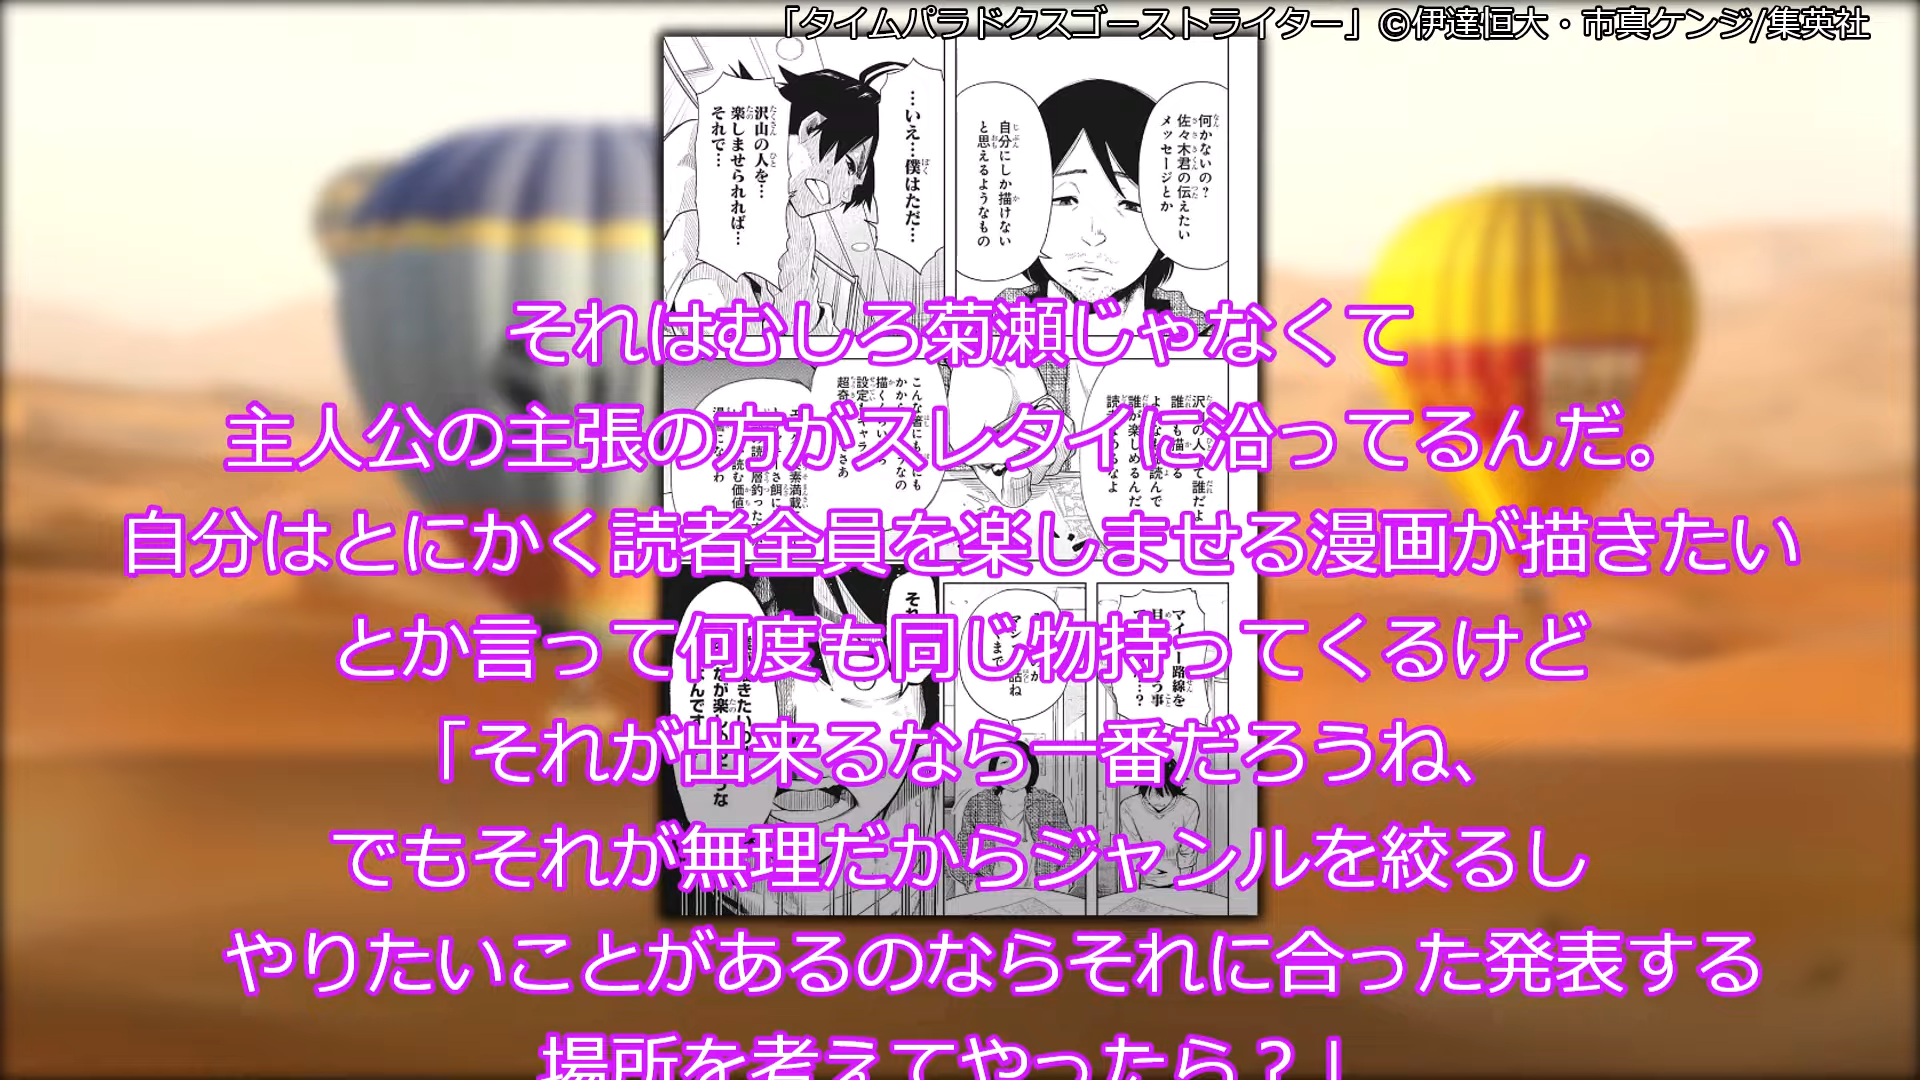 「タイムパラドクスゴーストライター」©伊達恒大・市真ケンジ/集英社
何かないの?
佐々木君の伝えたい
メッセージとか
自分にしか描けない
と思えるようなもの
…いえ…僕はただ…
沢山の人を…
楽しませられれば…
それで…
それはむしろ菊瀬じゃなくて
主人公の主張の方がスレタイに沿ってるんだ。
自分はとにかく読者全員を楽しませる漫画が描きたい
とか言って何度も同じ物持ってくるけど
「それが出来るなら一番だろうね、
でもそれが無理だからジャンルを絞るし
やりたいことがあるのならそれに合った発表する
場所を考えてやったら？」